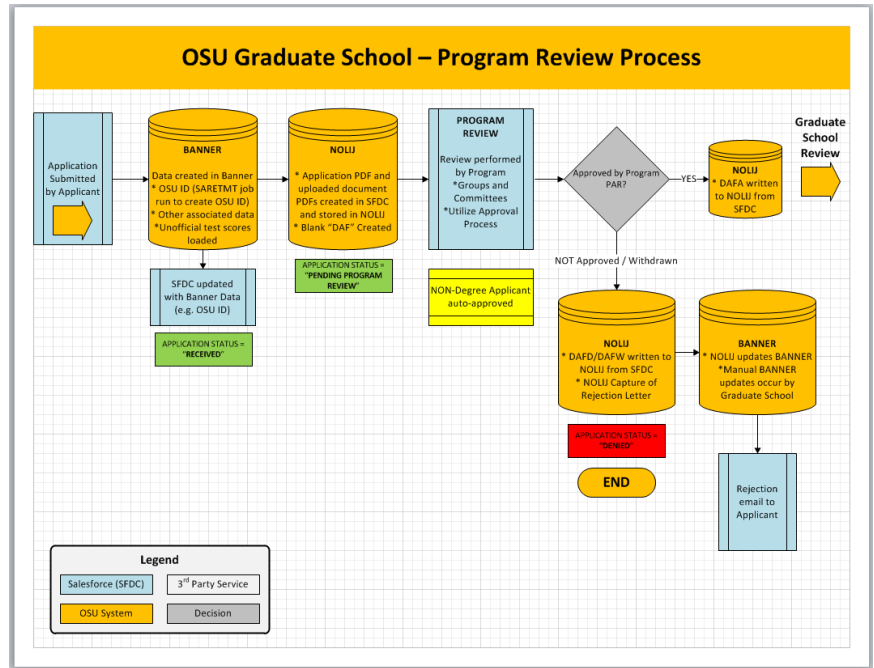 OSU Graduate School – Program Review Process
Application
Submitted
by Applicant
BANNER
Data created in Banner
* OSU ID (SARETMT job
run to create OSU ID)
* Other associated data
*Unofficial test scores
loaded
NOLIJ
* Application PDF and
uploaded document
PDFs created in SFDC
and stored in NOLIJ
* Blank “DAF” Created
PROGRAM
REVIEW
Review performed
by Program
*Groups and
Committees
*Utilize Approval
Process
Approved by Program
PAR?
YES
NOLIJ
* DAFA written
to NOLIJ from
SFDC
Graduate
School
Review
SFDC updated
with Banner Data
(e.g. OSU ID)
APPLICATION STATUS =
“RECEIVED”
APPLICATION STATUS =
“PENDING PROGRAM
REVIEW”
NON-Degree Applicant
auto-approved
NOT Approved / Withdrawn
NOLIJ
* DAFD/DAFW written to
NOLIJ from SFDC
* NOLIJ Capture of
Rejection Letter
BANNER
* NOLIJ updates BANNER
*Manual BANNER
updates occur by
Graduate School
APPLICATION STATUS =
“DENIED”
END
Rejection
email to
Applicant
Legend
Salesforce (SFDC)
3rd Party Service
OSU System
Decision